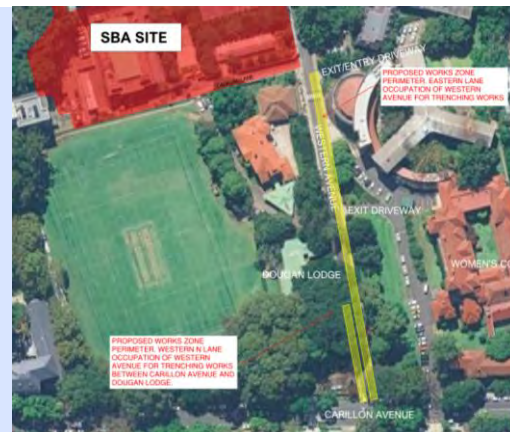 SBA SITE
EXIT/ENTRY DRIVEWAY
PROPOSED WORKS ZONE
PERIMETER. EASTERN LANE
OCCUPATION OF WESTERN
AVENUE FOR TRENCHING WORKS
WESTERN AVENUE
EXIT DRIVEWAY
WOMEN'S CO
DOUGAN LODGE
PROPOSED WORKS ZONE
PERIMETER. WESTERN N LANE
OCCUPATION OF WESTERN
AVENUE FOR TRENCHING WORKS
BETWEEN CARILLON AVENUE AND
DOUGAN LODGE
CARILLON AVENUE